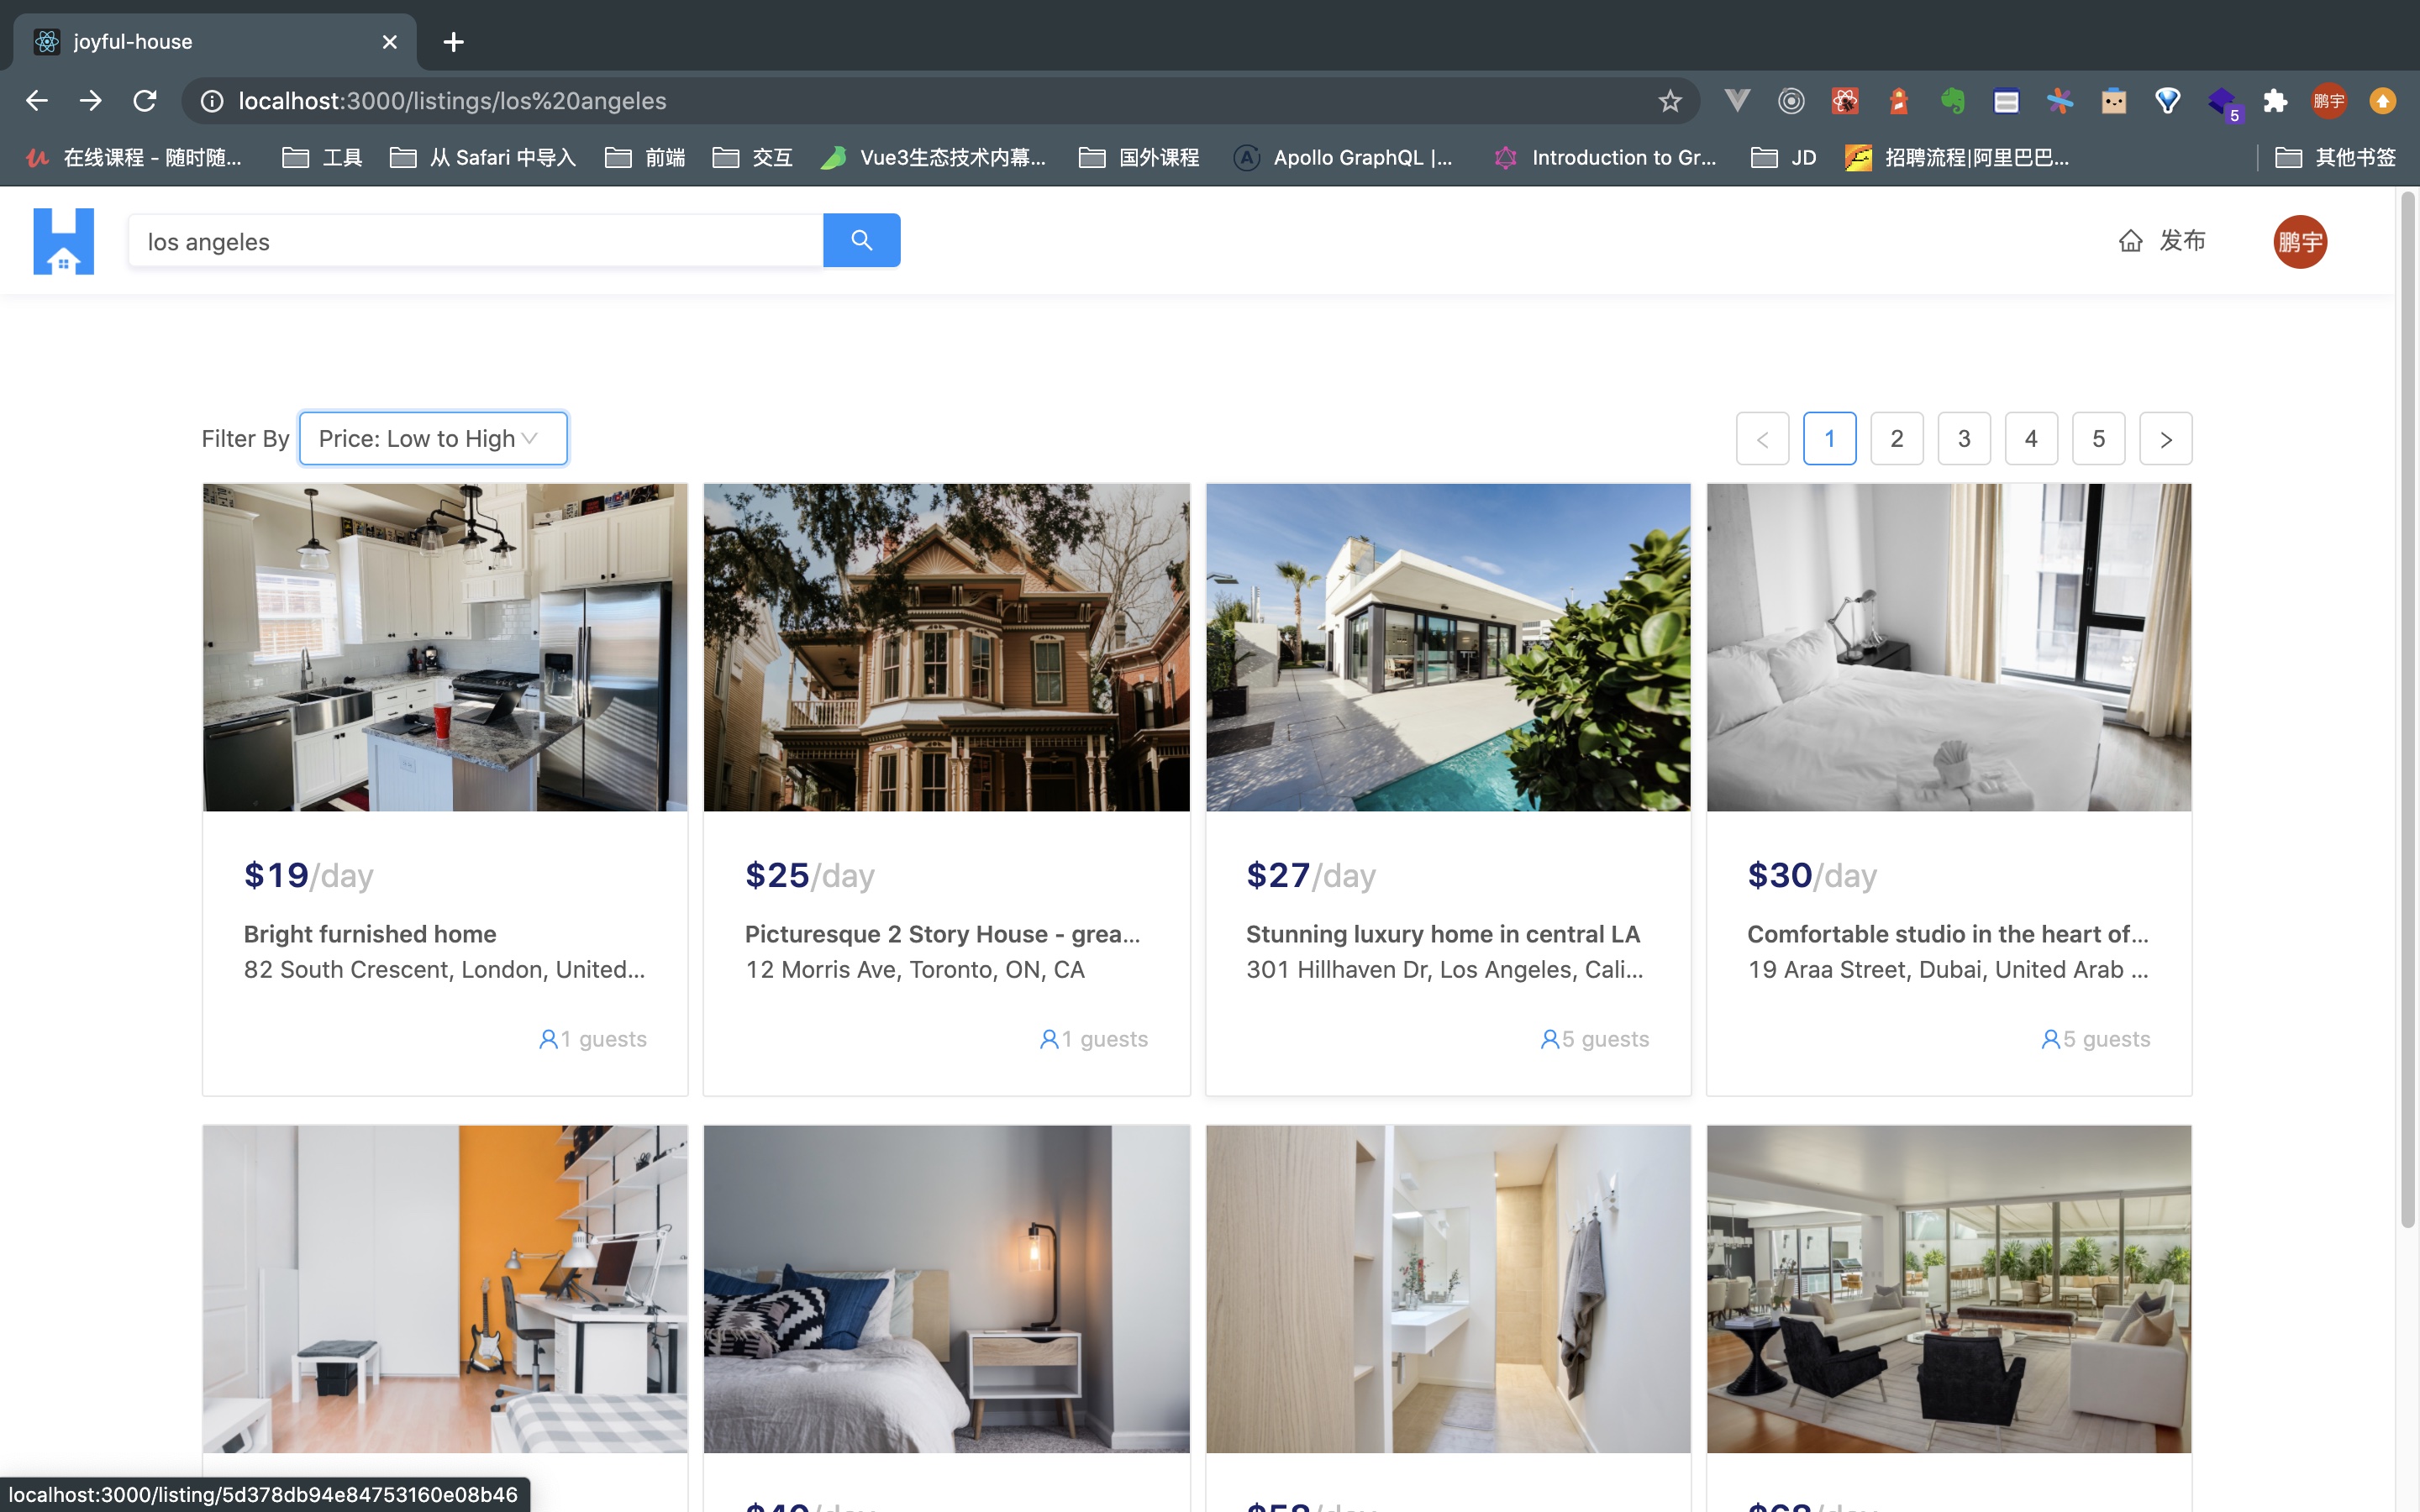 joyful-house
localhost:3000/listings/los%20angeles
鹏宇
5
在线课程 - 随时随...
工具
从 Safari 中导入
前端
交互
Vue3生态技术内幕...
国外课程
Apollo GraphQL |...
Introduction to Gr...
JD
招聘流程|阿里巴巴...
其他书签
los angeles
发布
鹏宇
Filter By
Price: Low to High
1 2 3 4 5
$19/day
Bright furnished home
82 South Crescent, London, United...
1 guests
$25/day
Picturesque 2 Story House - grea...
12 Morris Ave, Toronto, ON, CA
1 guests
$27/day
Stunning luxury home in central LA
301 Hillhaven Dr, Los Angeles, Cali...
5 guests
$30/day
Comfortable studio in the heart of...
19 Araa Street, Dubai, United Arab ...
5 guests
localhost:3000/listing/5d378db94e84753160e08b46